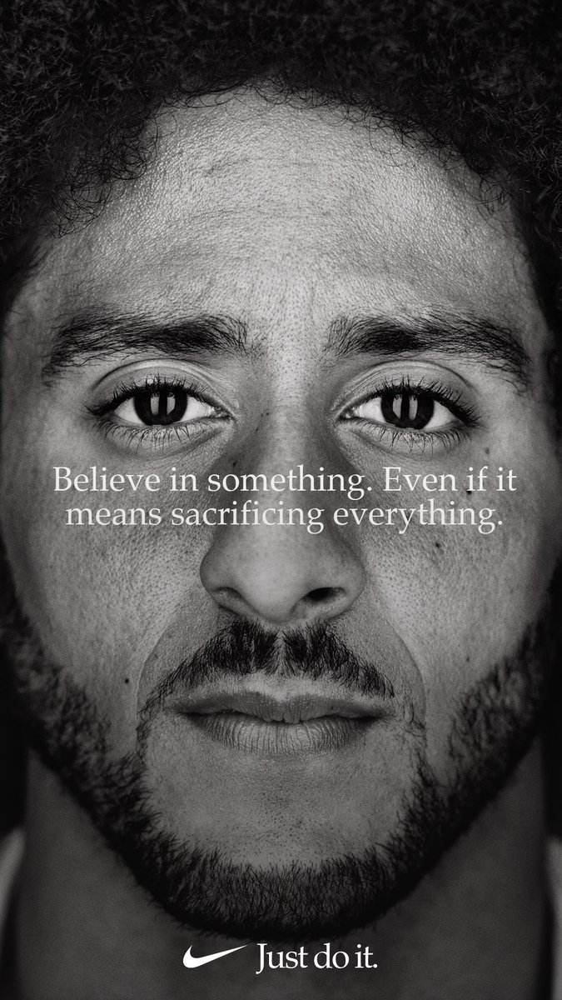 Believe in something. Even if it
means sacrificing everything.
Just do it.